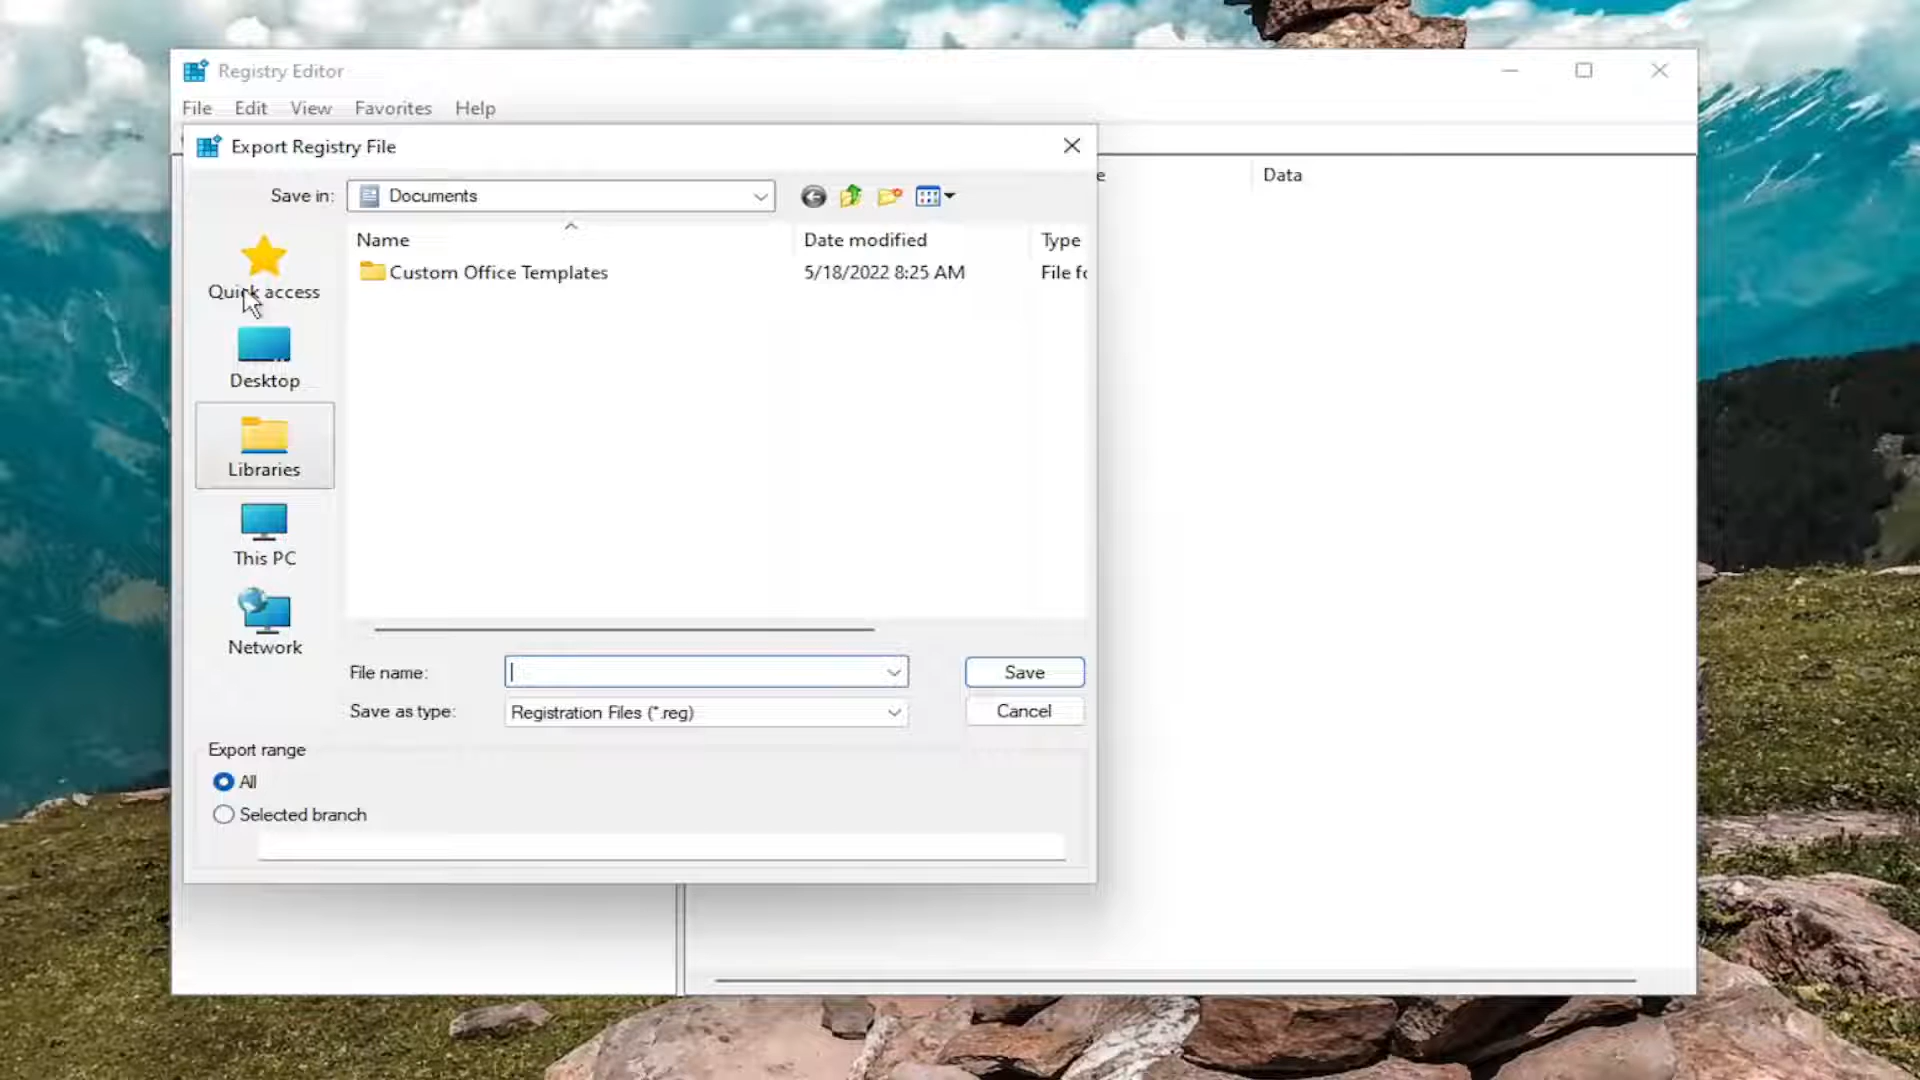 Registry Editor
File Edit View Favorites Help
Export Registry File
Save in: Documents
e Data
Name Date modified Type
Custom Office Templates 5/18/2022 8:25 AM File fo
Quick access
Desktop
Libraries
This PC
Network
File name: Save
Save as type: Registration Files (*.reg) Cancel
Export range
All
Selected branch